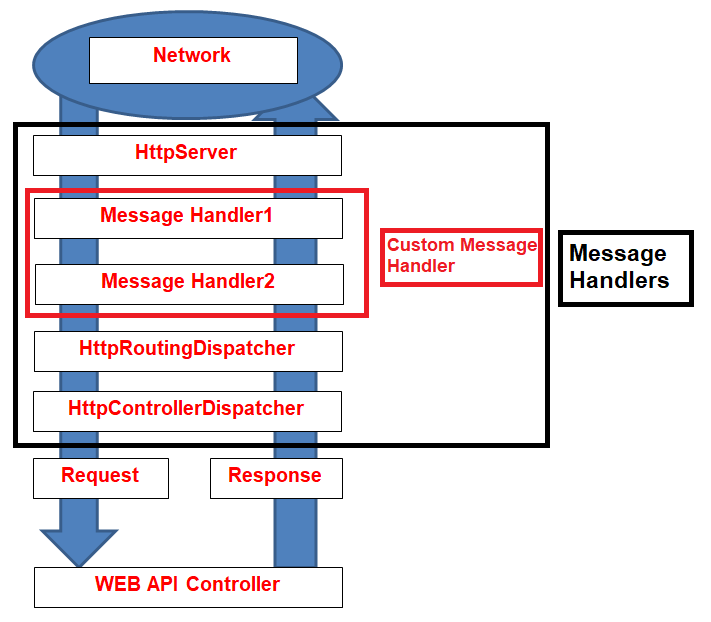 Network
HttpServer
Message Handler1
Custom Message
Handler
Message
Handlers
Message Handler2
HttpRoutingDispatcher
HttpControllerDispatcher
Request
Response
WEB API Controller